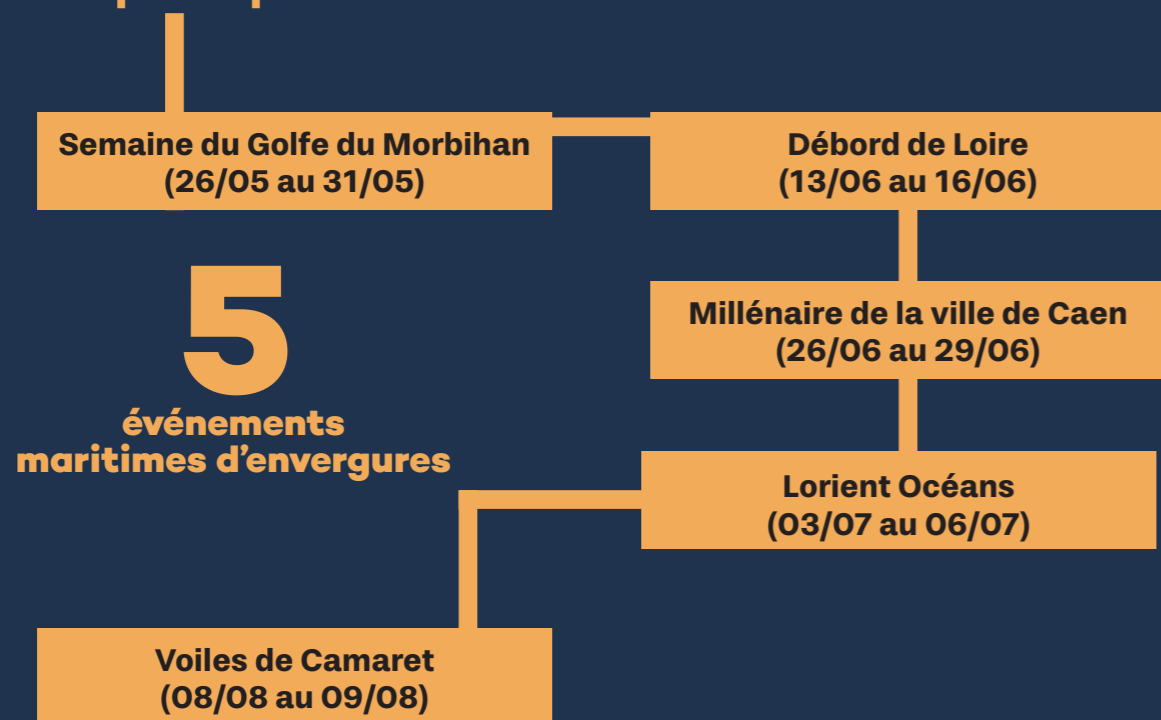 Semaine du Golfe du Morbihan
(26/05 au 31/05)
Débord de Loire
(13/06 au 16/06)
5
événements
maritimes d'envergures
Millénaire de la ville de Caen
(26/06 au 29/06)
Lorient Océans
(03/07 au 06/07)
Voiles de Camaret
(08/08 au 09/08)